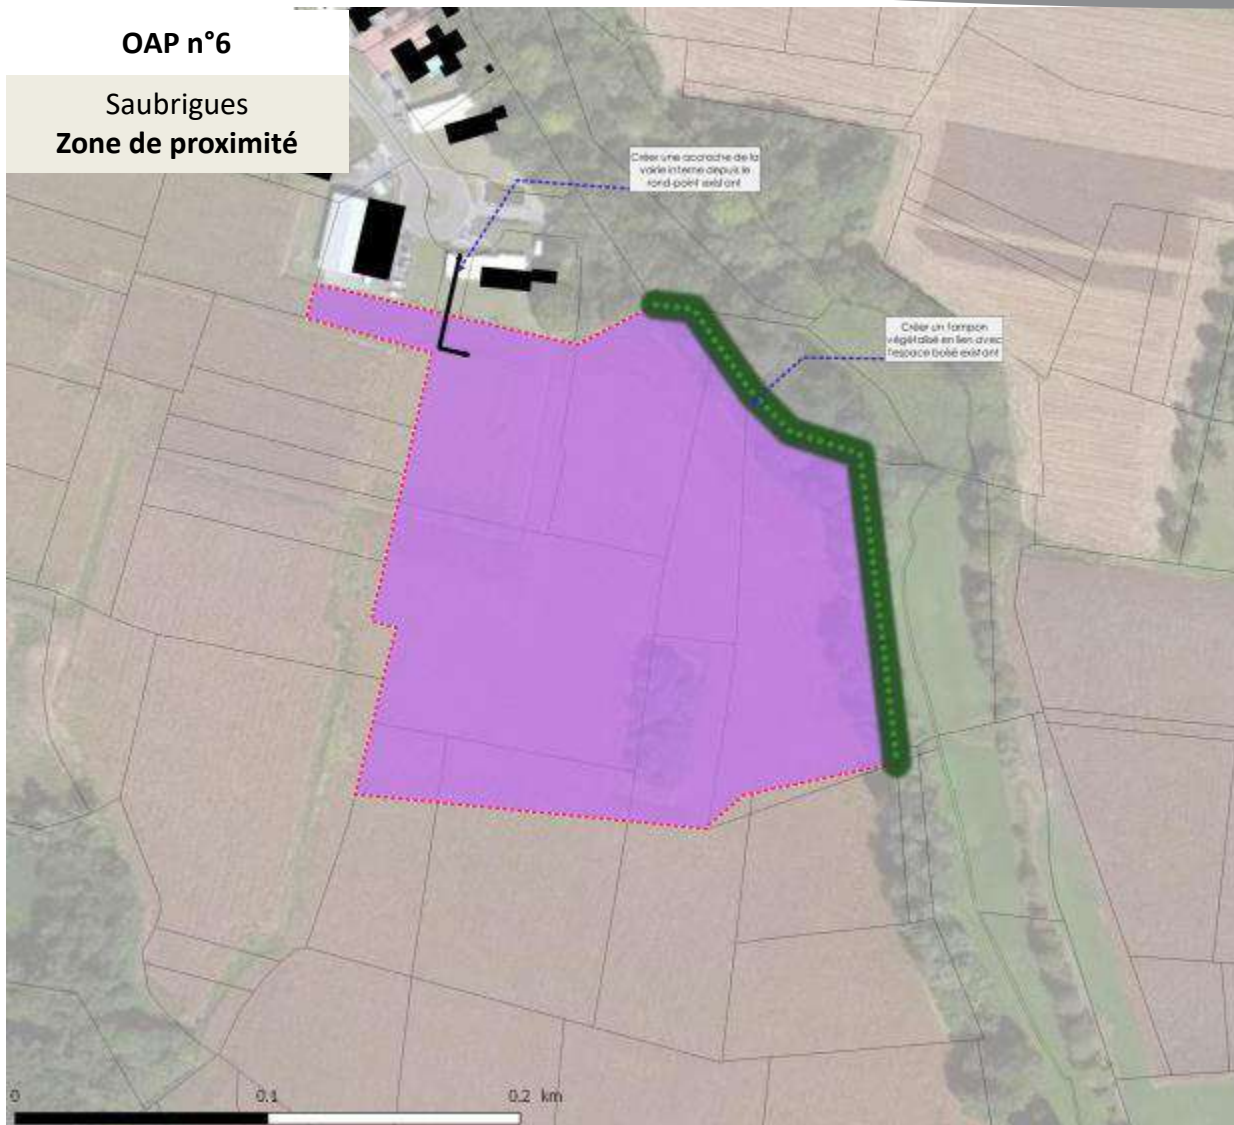 OAP n°6
Saubrigues
Zone de proximité
Créer une accroche de la
voirie interne depuis le
rond-point existant
Créer un tampon
végétalisé en lien avec
l'espace boisé existant
0 0.1 0.2 km